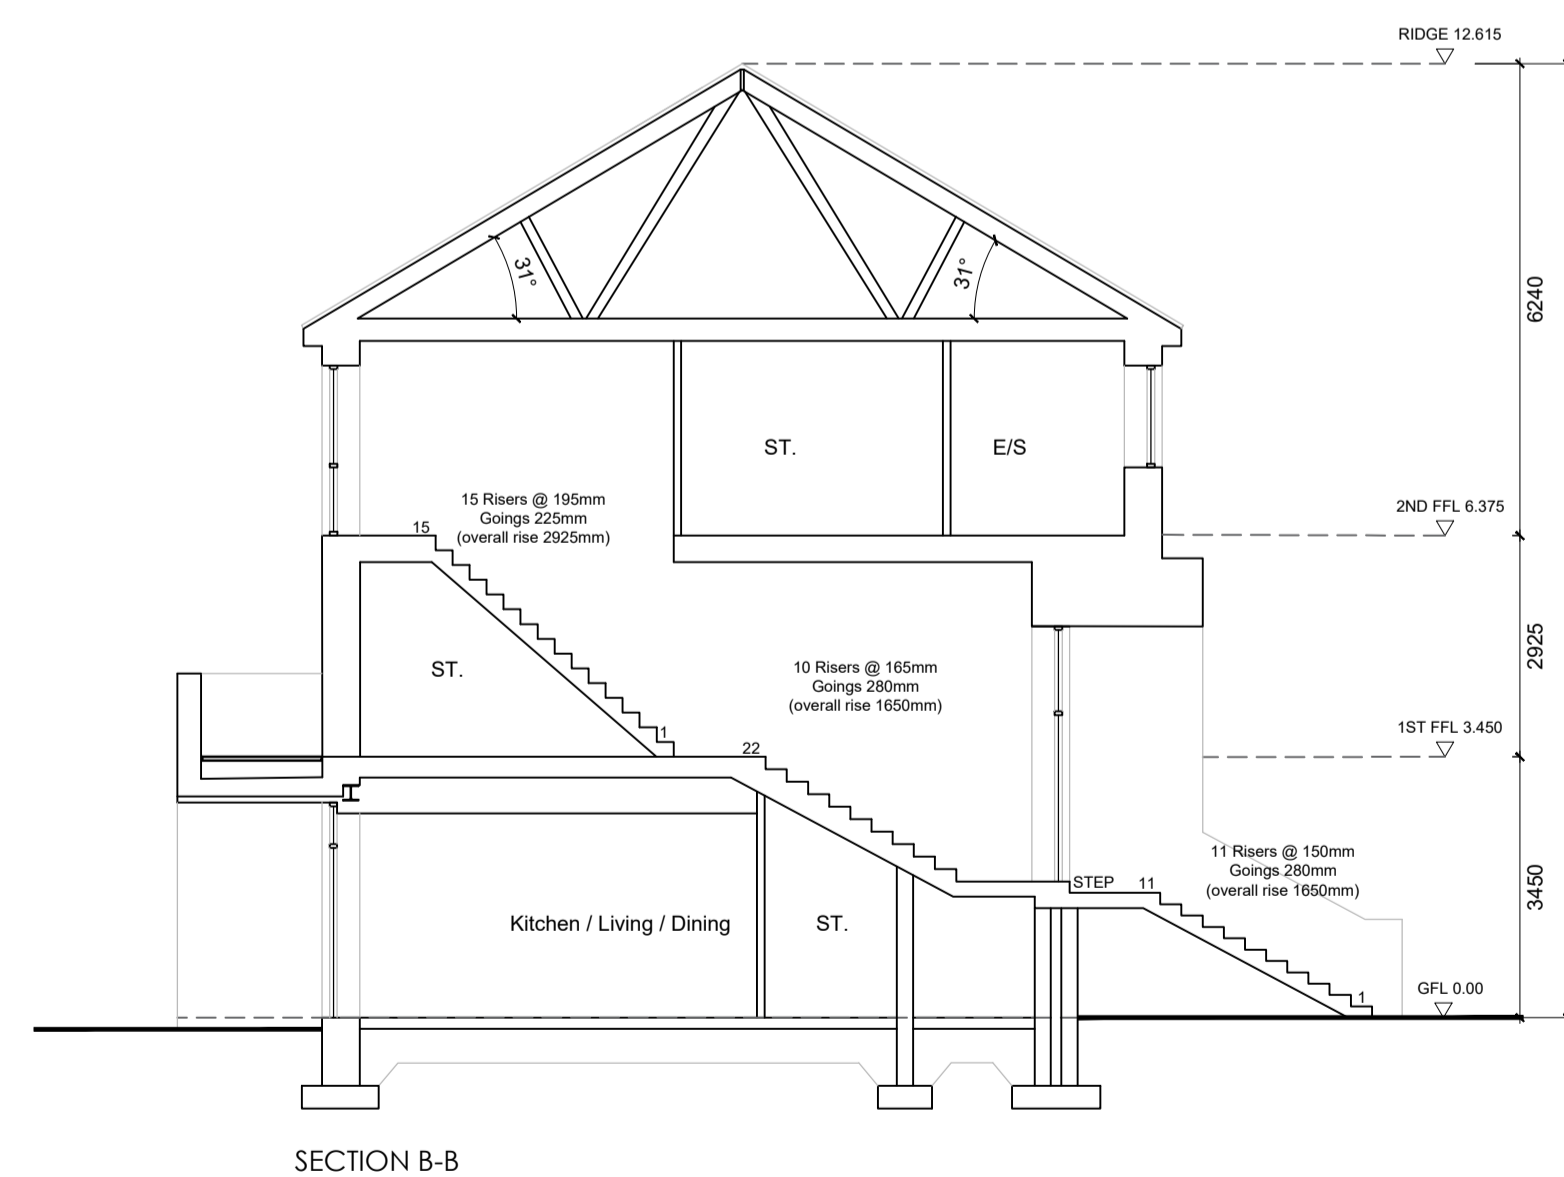 RIDGE 12.615
6240
31°
31°
ST.
E/S
15 Risers @ 195mm
Goings 225mm
(overall rise 2925mm)
15
2ND FFL 6.375
2925
ST.
10 Risers @ 165mm
Goings 280mm
(overall rise 1650mm)
1
22
1ST FFL 3.450
11 Risers @ 150mm
Goings 280mm
(overall rise 1650mm)
STEP
11
3450
Kitchen / Living / Dining
ST.
1
GFL 0.00
SECTION B-B